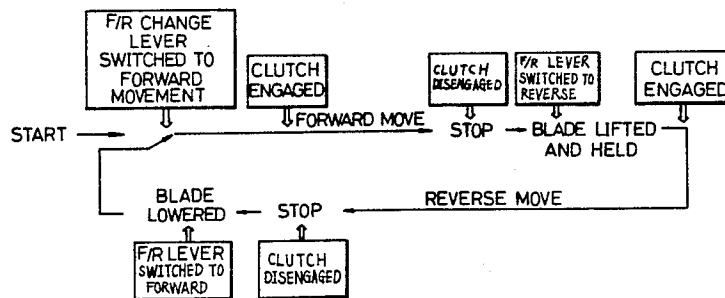 F/R CHANGE
LEVER
SWITCHED TO
FORWARD
MOVEMENT
CLUTCH
ENGAGED
CLUTCH
DISENGAGED
F/R LEVER
SWITCHED TO
REVERSE
CLUTCH
ENGAGED
START
FORWARD MOVE
STOP
BLADE LIFTED
AND HELD
BLADE
LOWERED
STOP
REVERSE MOVE
F/R LEVER
SWITCHED TO
FORWARD
CLUTCH
DISENGAGED